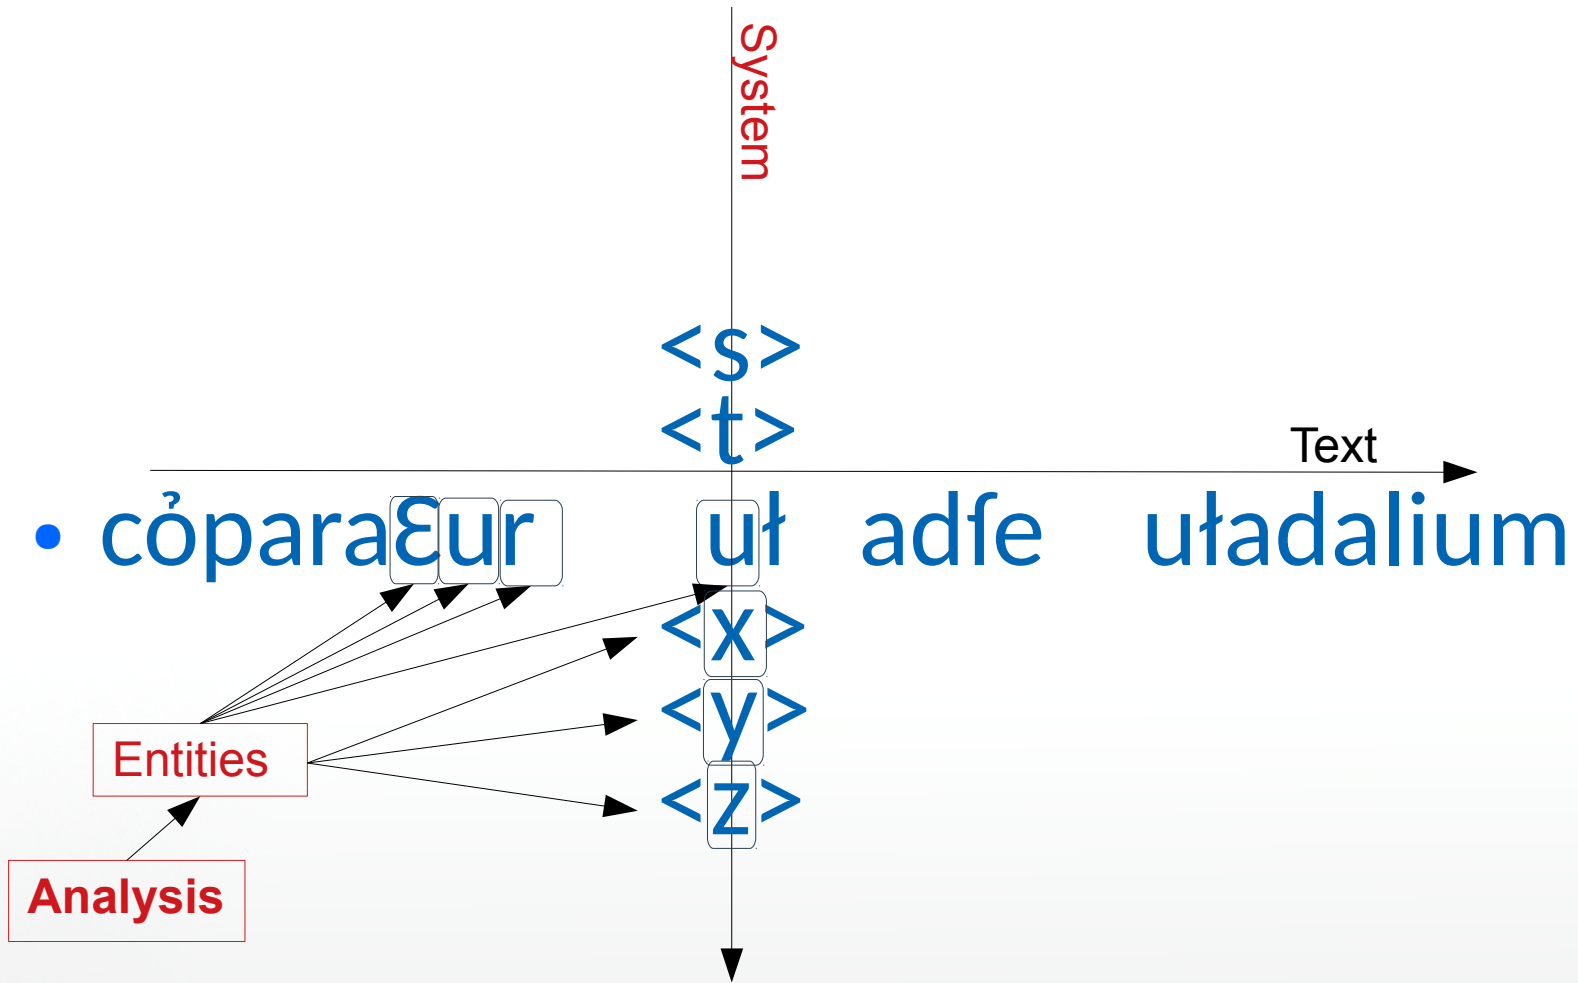 System
<s>
<t>
Text
• cỏparaƐur uł adſe uładalium
<x>
<y>
<z>
Entities
Analysis